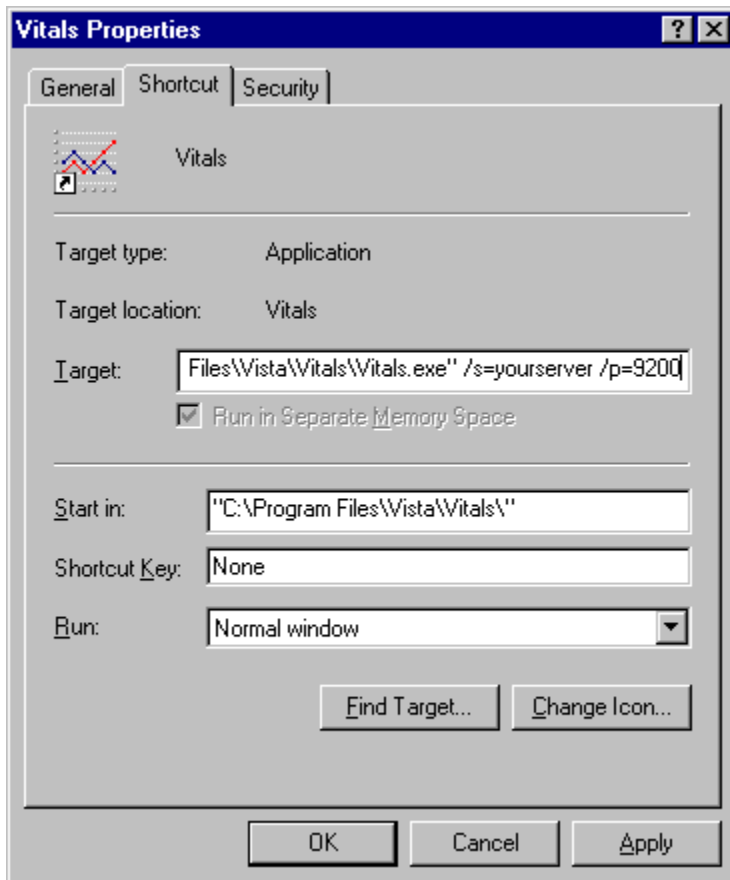 Vitals Properties
General Shortcut Security
Vitals
Target type: Application
Target location: Vitals
Target: Files\Vista\Vitals\Vitals.exe" /s=yourserver /p=9200
Run in Separate Memory Space
Start in: "C:\Program Files\Vista\Vitals\"
Shortcut Key: None
Run: Normal window
Find Target... Change Icon...
OK Cancel Apply